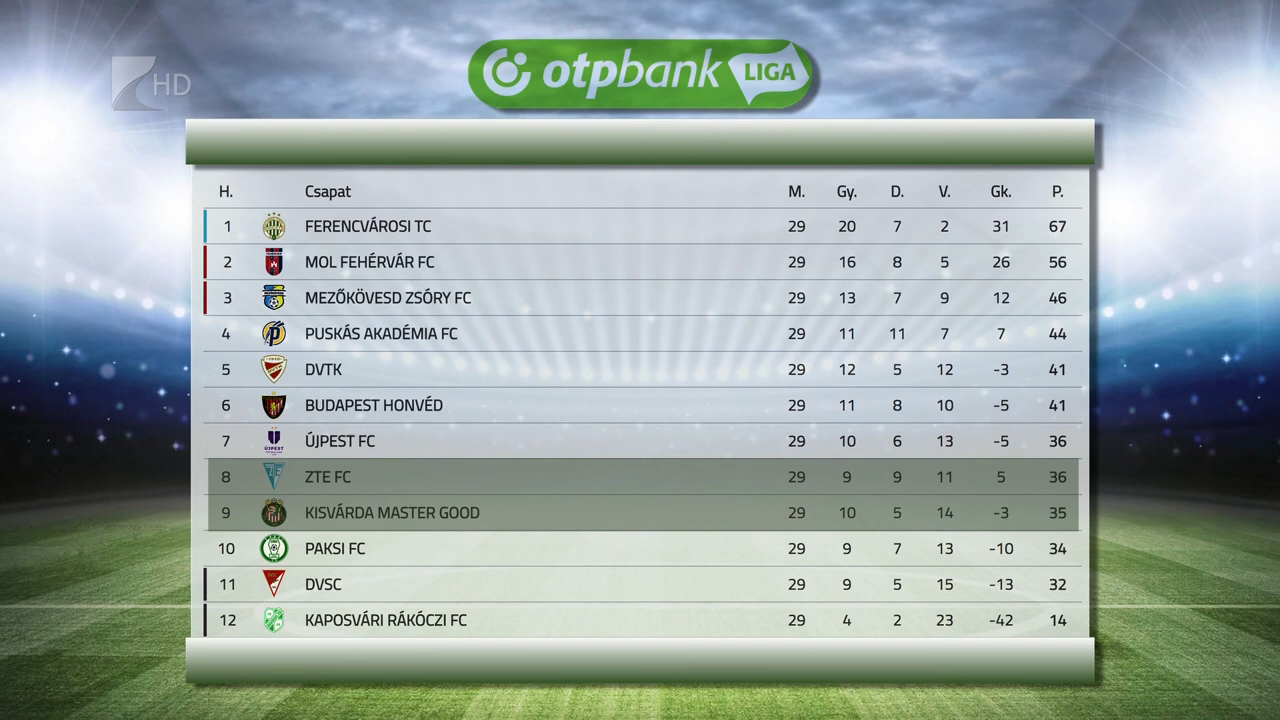 HD
otpbank LIGA
H. Csapat M. Gy. D. V. Gk. P.
1 FERENCVÁROSI TC 29 20 7 2 31 67
2 MOL FEHÉRVÁR FC 29 16 8 5 26 56
3 MEZŐKÖVESD ZSÓRY FC 29 13 7 9 12 46
4 PUSKÁS AKADÉMIA FC 29 11 11 7 7 44
5 DVTK 29 12 5 12 -3 41
6 BUDAPEST HONVÉD 29 11 8 10 -5 41
7 ÚJPEST ÚJPEST FC 29 10 6 13 -5 36
8 ZTE FC 29 9 9 11 5 36
9 KISVÁRDA MASTER GOOD 29 10 5 14 -3 35
10 PAKSI FC 29 9 7 13 -10 34
11 DVSC 29 9 5 15 -13 32
12 KAPOSVÁRI RÁKÓCZI FC 29 4 2 23 -42 14